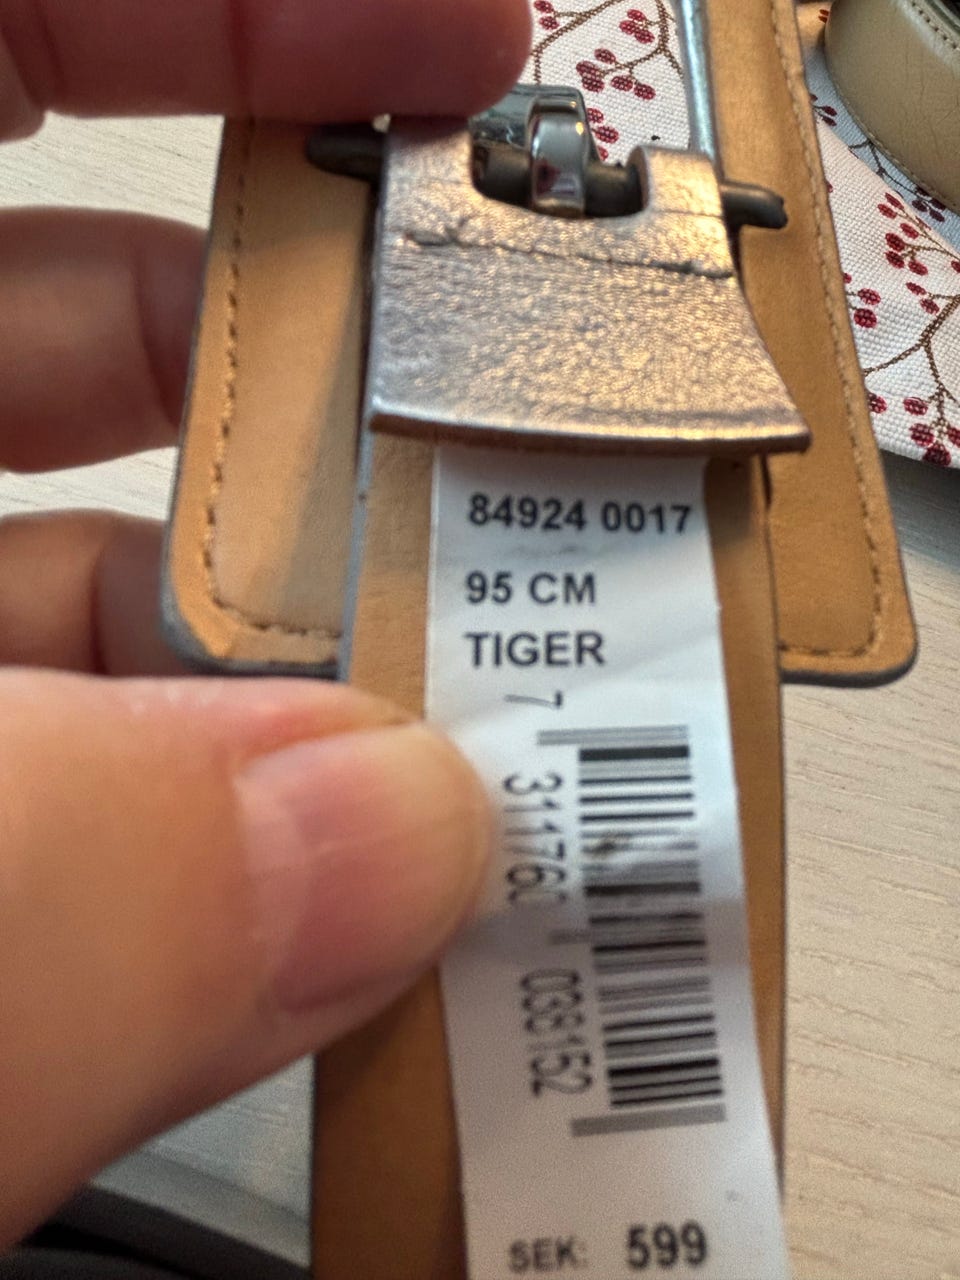 84924 0017
95 CM
TIGER
7 311760 038152
SEK: 599